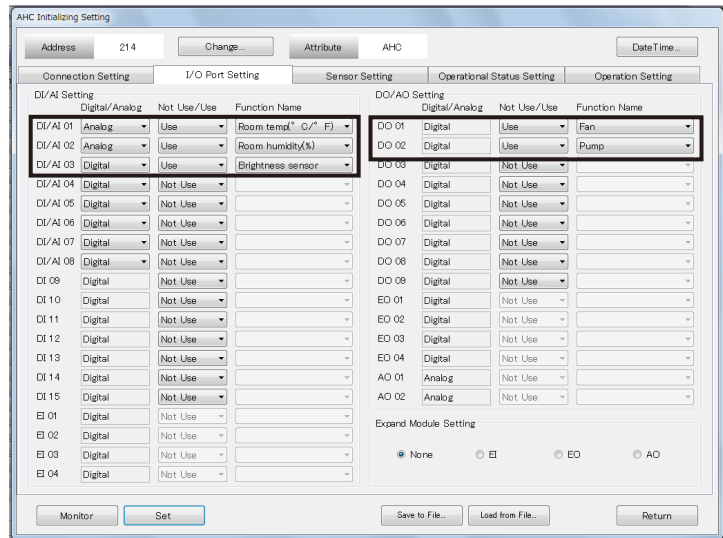 AHC Initializing Setting
Address 214 Change... Attribute AHC DateTime...
Connection Setting I/O Port Setting Sensor Setting Operational Status Setting Operation Setting
DI/AI Setting
Digital/Analog Not Use/Use Function Name
DI/AI 01 Analog Use Room temp(° C/° F)
DI/AI 02 Analog Use Room humidity(%)
DI/AI 03 Digital Use Brightness sensor
DI/AI 04 Digital Not Use
DI/AI 05 Digital Not Use
DI/AI 06 Digital Not Use
DI/AI 07 Digital Not Use
DI/AI 08 Digital Not Use
DI 09 Digital Not Use
DI 10 Digital Not Use
DI 11 Digital Not Use
DI 12 Digital Not Use
DI 13 Digital Not Use
DI 14 Digital Not Use
DI 15 Digital Not Use
EI 01 Digital Not Use
EI 02 Digital Not Use
EI 03 Digital Not Use
EI 04 Digital Not Use
DO/AO Setting
Digital/Analog Not Use/Use Function Name
DO 01 Digital Use Fan
DO 02 Digital Use Pump
DO 03 Digital Not Use
DO 04 Digital Not Use
DO 05 Digital Not Use
DO 06 Digital Not Use
DO 07 Digital Not Use
DO 08 Digital Not Use
DO 09 Digital Not Use
EO 01 Digital Not Use
EO 02 Digital Not Use
EO 03 Digital Not Use
EO 04 Digital Not Use
AO 01 Analog Not Use
AO 02 Analog Not Use
Expand Module Setting
None EI EO AO
Monitor Set Save to File... Load from File... Return